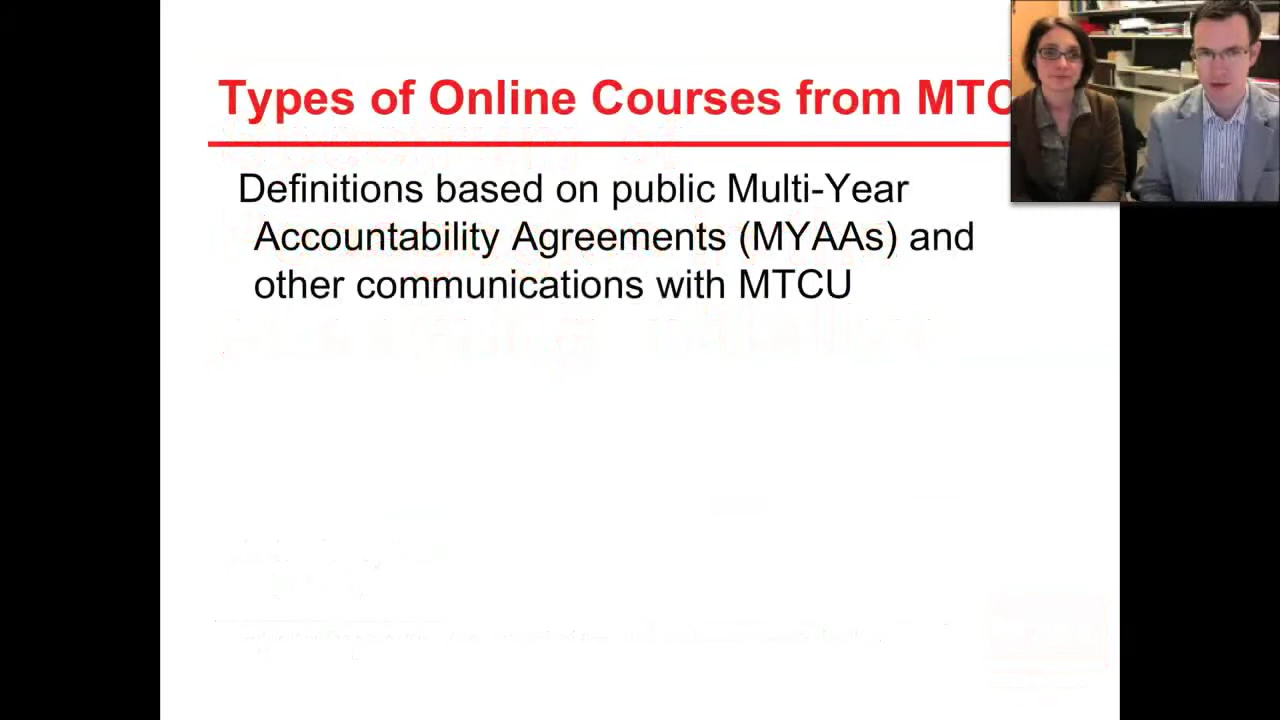 Types of Online Courses from MTC
Definitions based on public Multi-Year
Accountability Agreements (MYAAs) and
other communications with MTCU